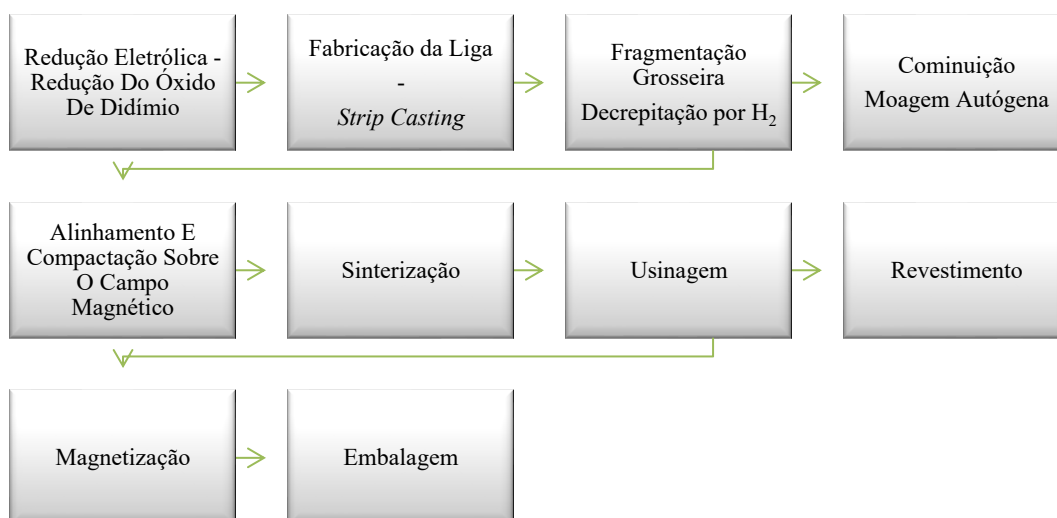 Redução Eletrólica -
Redução Do Óxido
De Didímio
Fabricação da Liga
-
Strip Casting
Fragmentação
Grosseira
Decrepitação por H₂
Cominuição
Moagem Autógena
Alinhamento E
Compactação Sobre
O Campo
Magnético
Sinterização
Usinagem
Revestimento
Magnetização
Embalagem